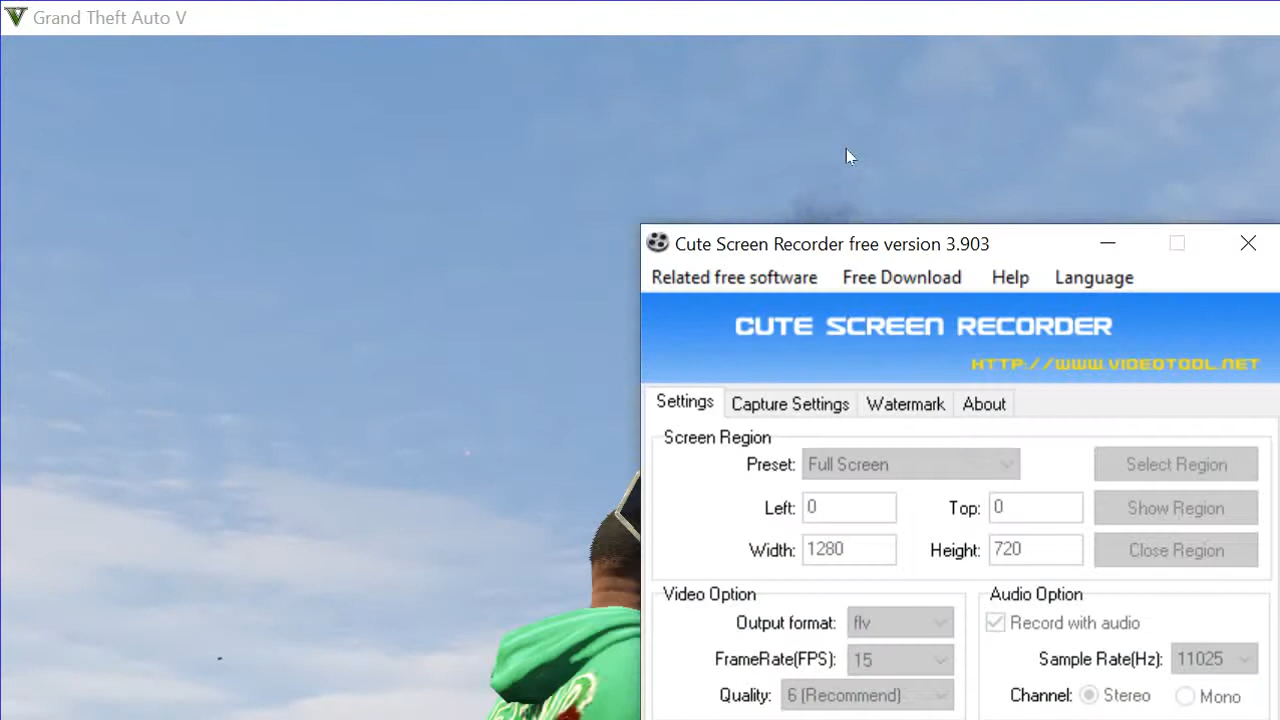 Grand Theft Auto V
Cute Screen Recorder free version 3.903
Related free software Free Download Help Language
CUTE SCREEN RECORDER
HTTP://WWW.VIDEOTOOL.NET
Settings Capture Settings Watermark About
Screen Region
Preset: Full Screen Select Region
Left: 0 Top: 0 Show Region
Width: 1280 Height: 720 Close Region
Video Option Audio Option
Output format: flv Record with audio
FrameRate(FPS): 15 Sample Rate(Hz): 11025
Quality: 6 (Recommend) Channel: Stereo Mono